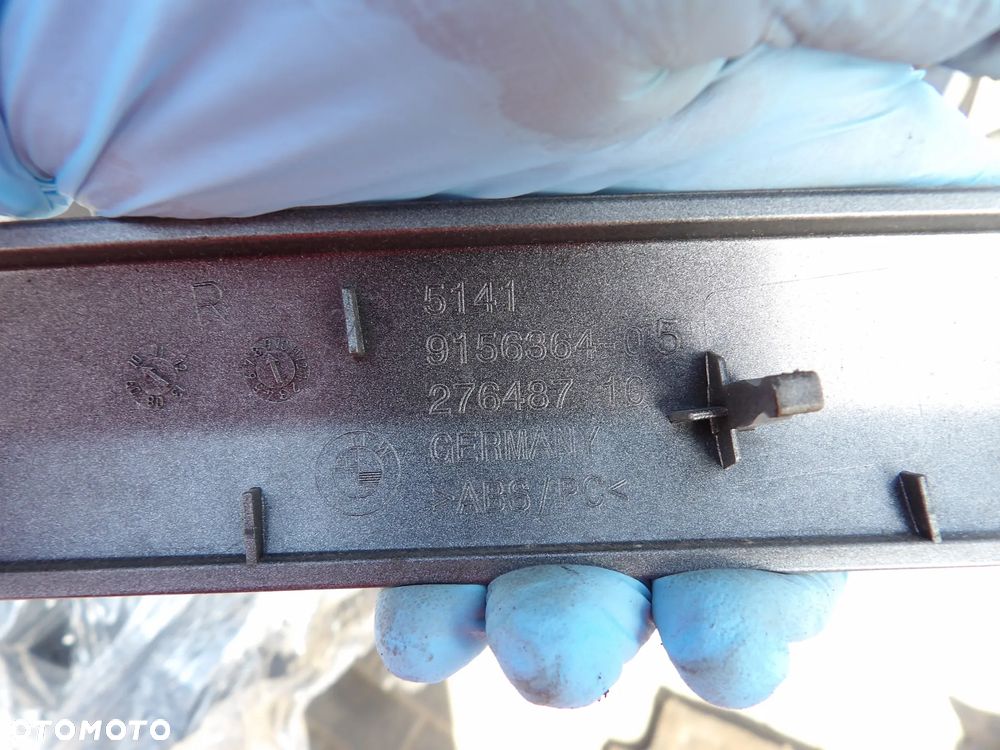 R
5141
9156364-05
276487 10
GERMANY
>ABS/PC<
OTOMOTO